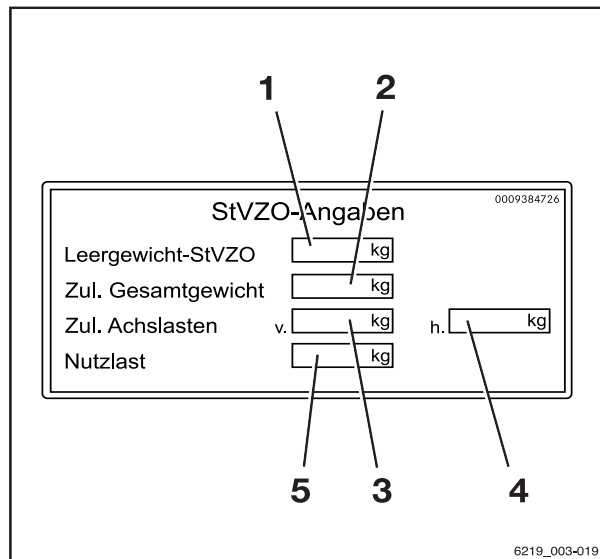 1 2
0009384726
StVZO-Angaben
Leergewicht-StVZO kg
Zul. Gesamtgewicht kg
Zul. Achslasten v. kg h. kg
Nutzlast kg
5 3 4
6219_003-019